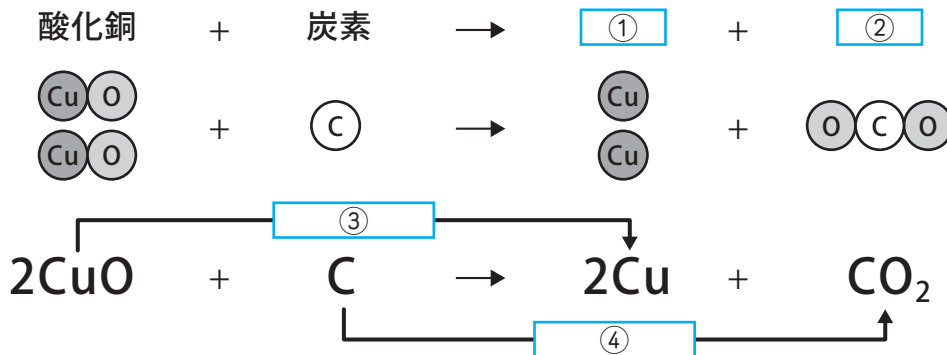 酸化銅 + 炭素 → ① + ②
Cu O Cu
+ C → + O C O
Cu O Cu
③
2CuO + C → 2Cu + CO₂
④